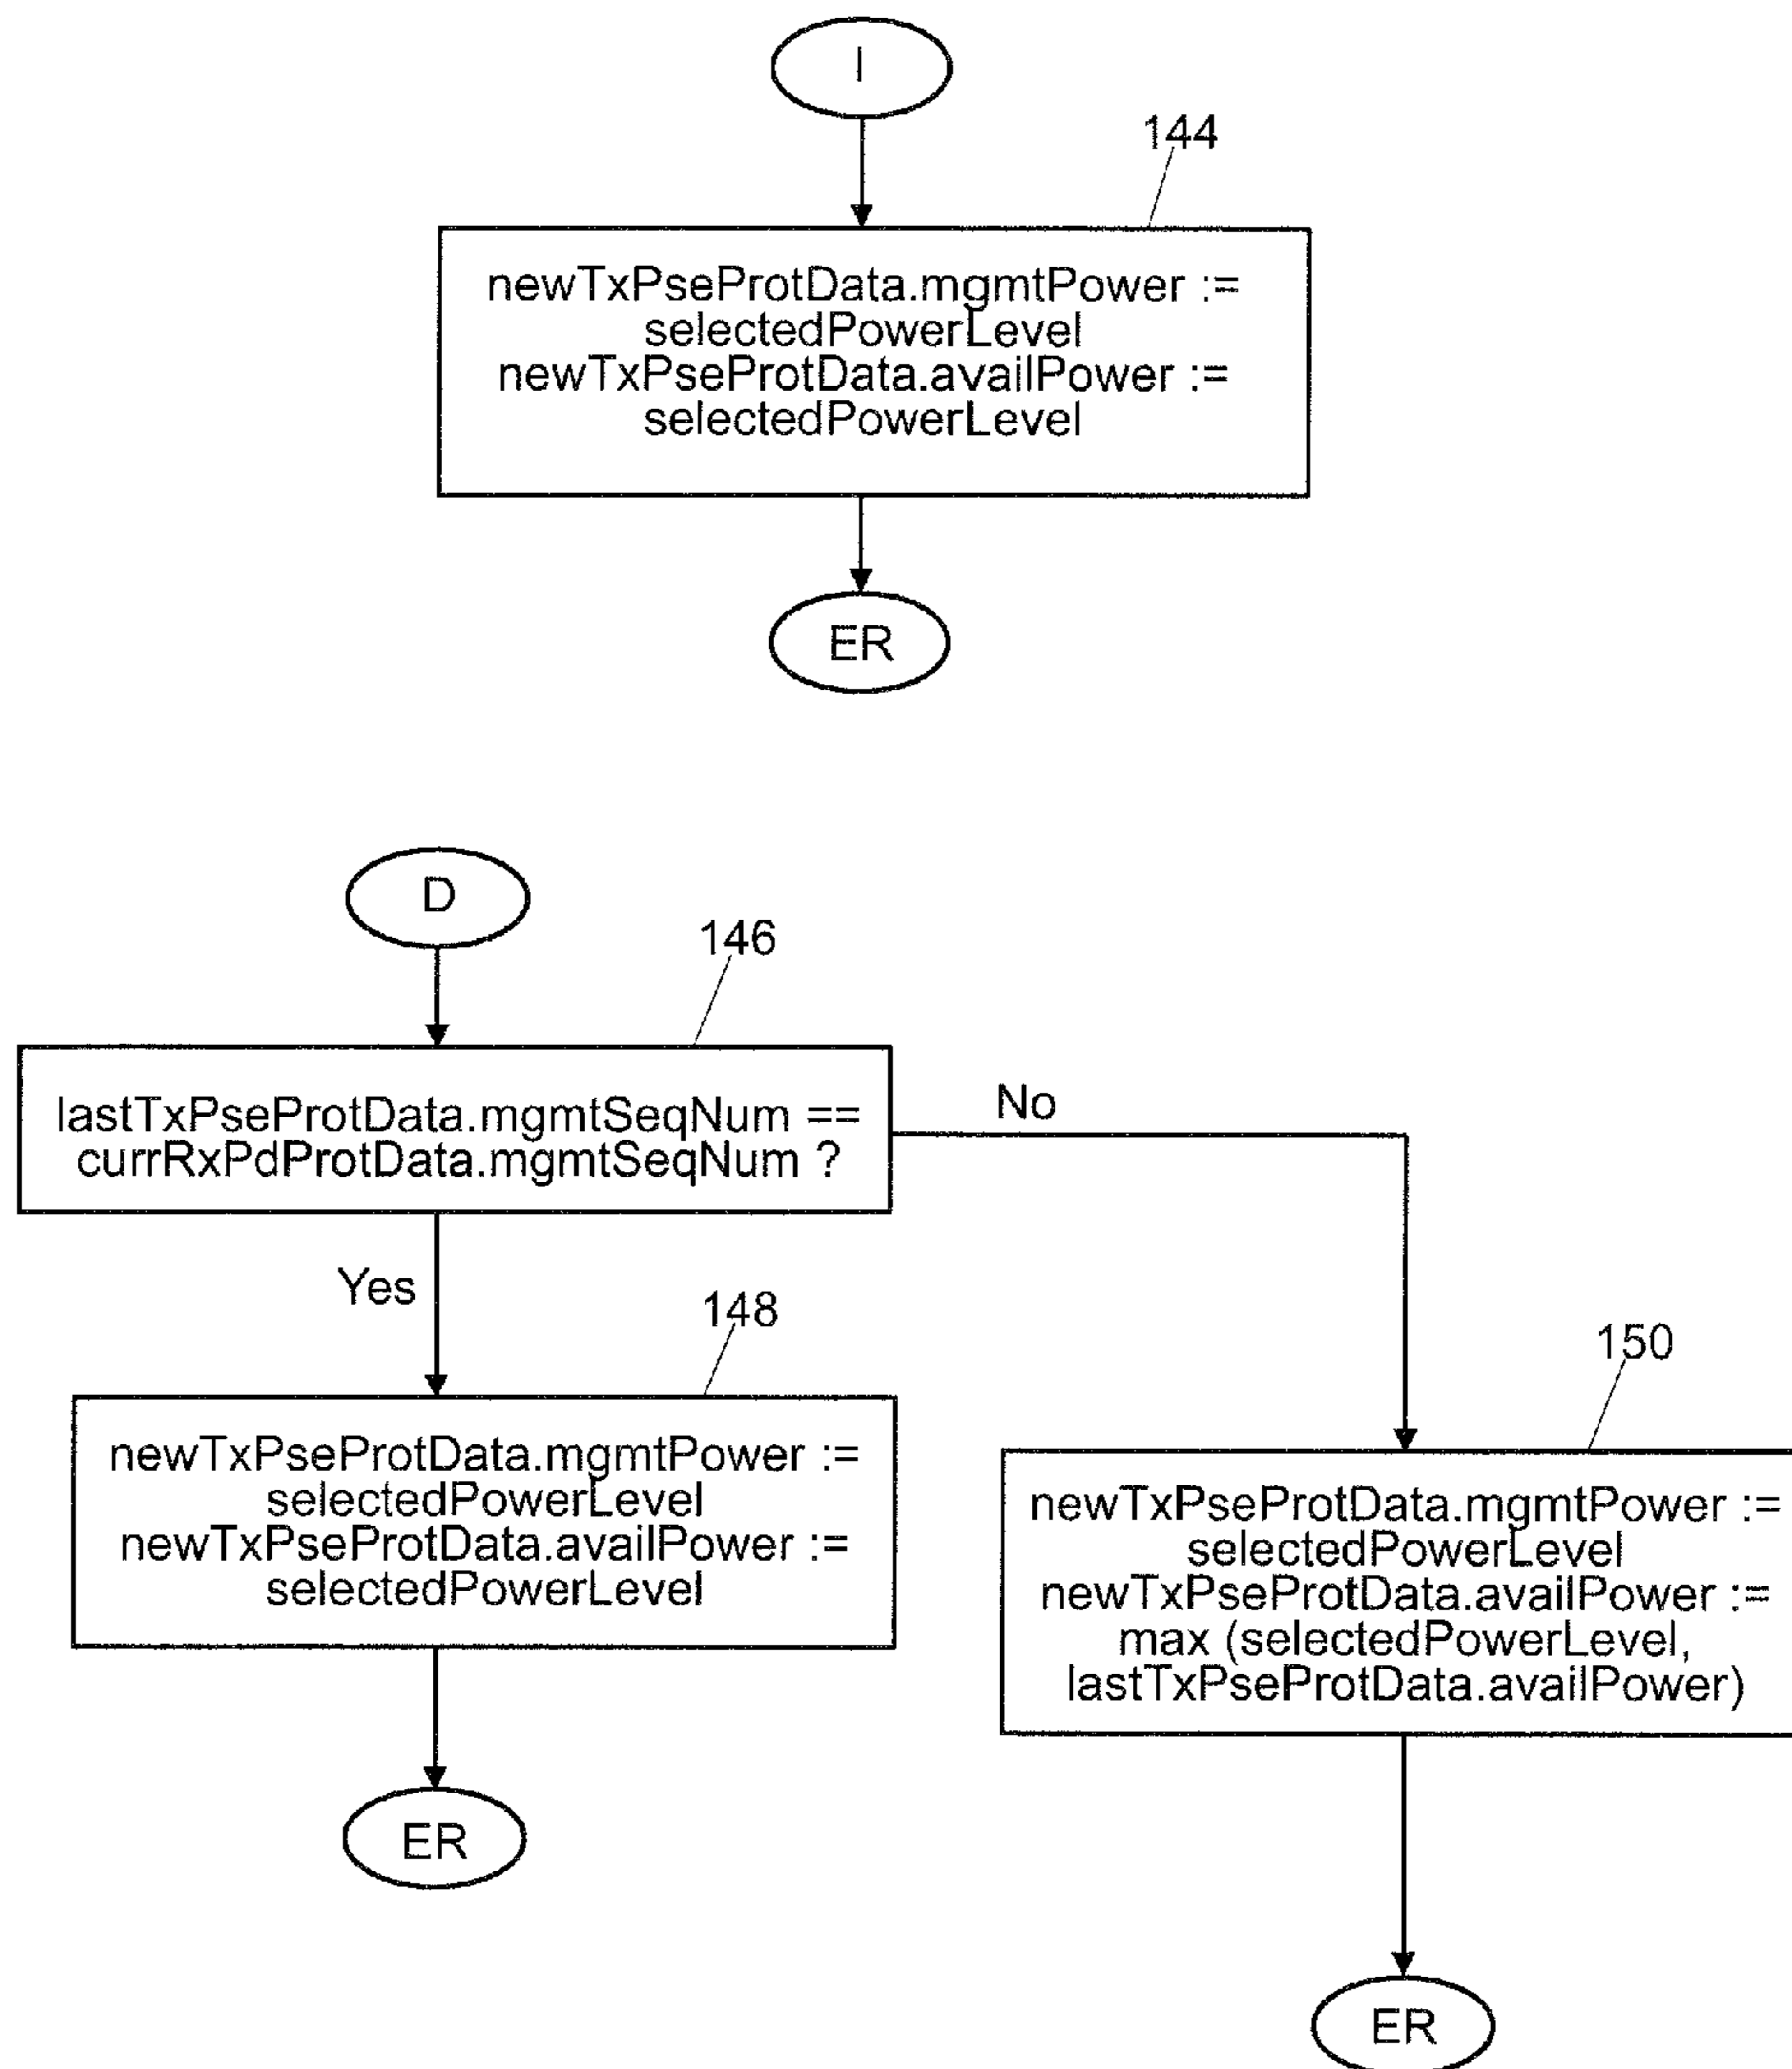 I
144
newTxPseProtData.mgmtPower :=
selectedPowerLevel
newTxPseProtData.availPower :=
selectedPowerLevel
ER
D
146
lastTxPseProtData.mgmtSeqNum ==
currRxPdProtData.mgmtSeqNum ?
No
Yes
148
newTxPseProtData.mgmtPower :=
selectedPowerLevel
newTxPseProtData.availPower :=
selectedPowerLevel
ER
150
newTxPseProtData.mgmtPower :=
selectedPowerLevel
newTxPseProtData.availPower :=
max (selectedPowerLevel,
lastTxPseProtData.availPower)
ER